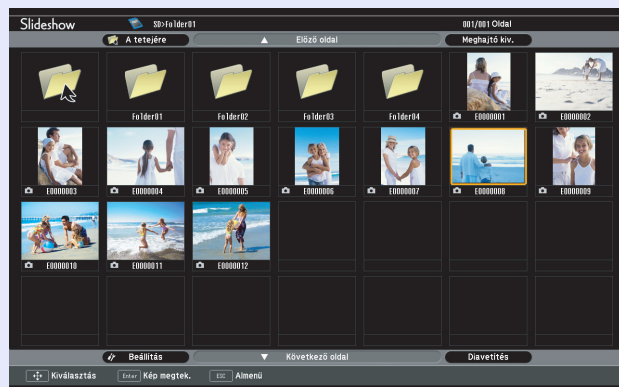 Slideshow SD>Folder01 001/001 Oldal
A tetejére Előző oldal Meghajtó kiv.
Folder01 Folder02 Folder03 Folder04 E0000001 E0000002
E0000003 E0000004 E0000005 E0000006 E0000007 E0000008 E0000009
E0000010 E0000011 E0000012
Beállítás Következő oldal Diavetítés
Kiválasztás Enter Kép megtek. ESC Almenü